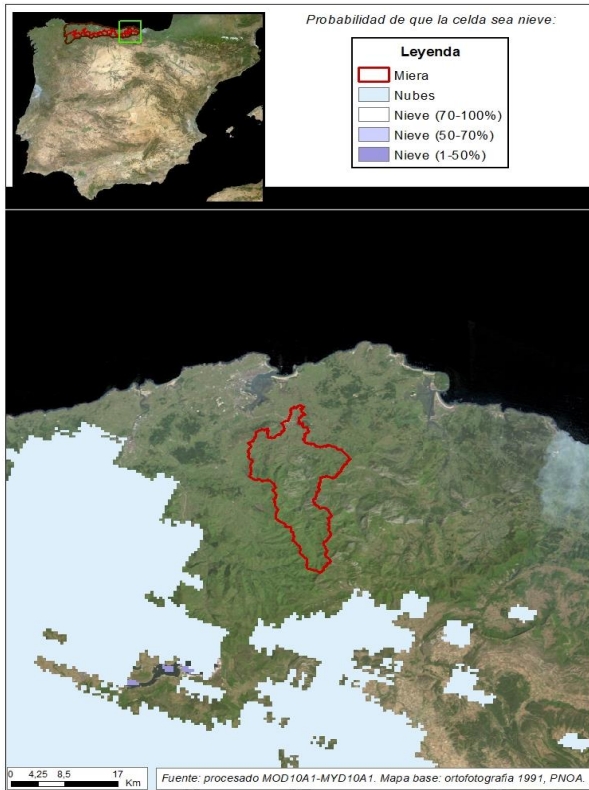 Probabilidad de que la celda sea nieve:
Leyenda
Miera
Nubes
Nieve (70-100%)
Nieve (50-70%)
Nieve (1-50%)
0 4,25 8,5 17
Km
Fuente: procesado MOD10A1-MYD10A1. Mapa base: ortofotografia 1991, PNOA.